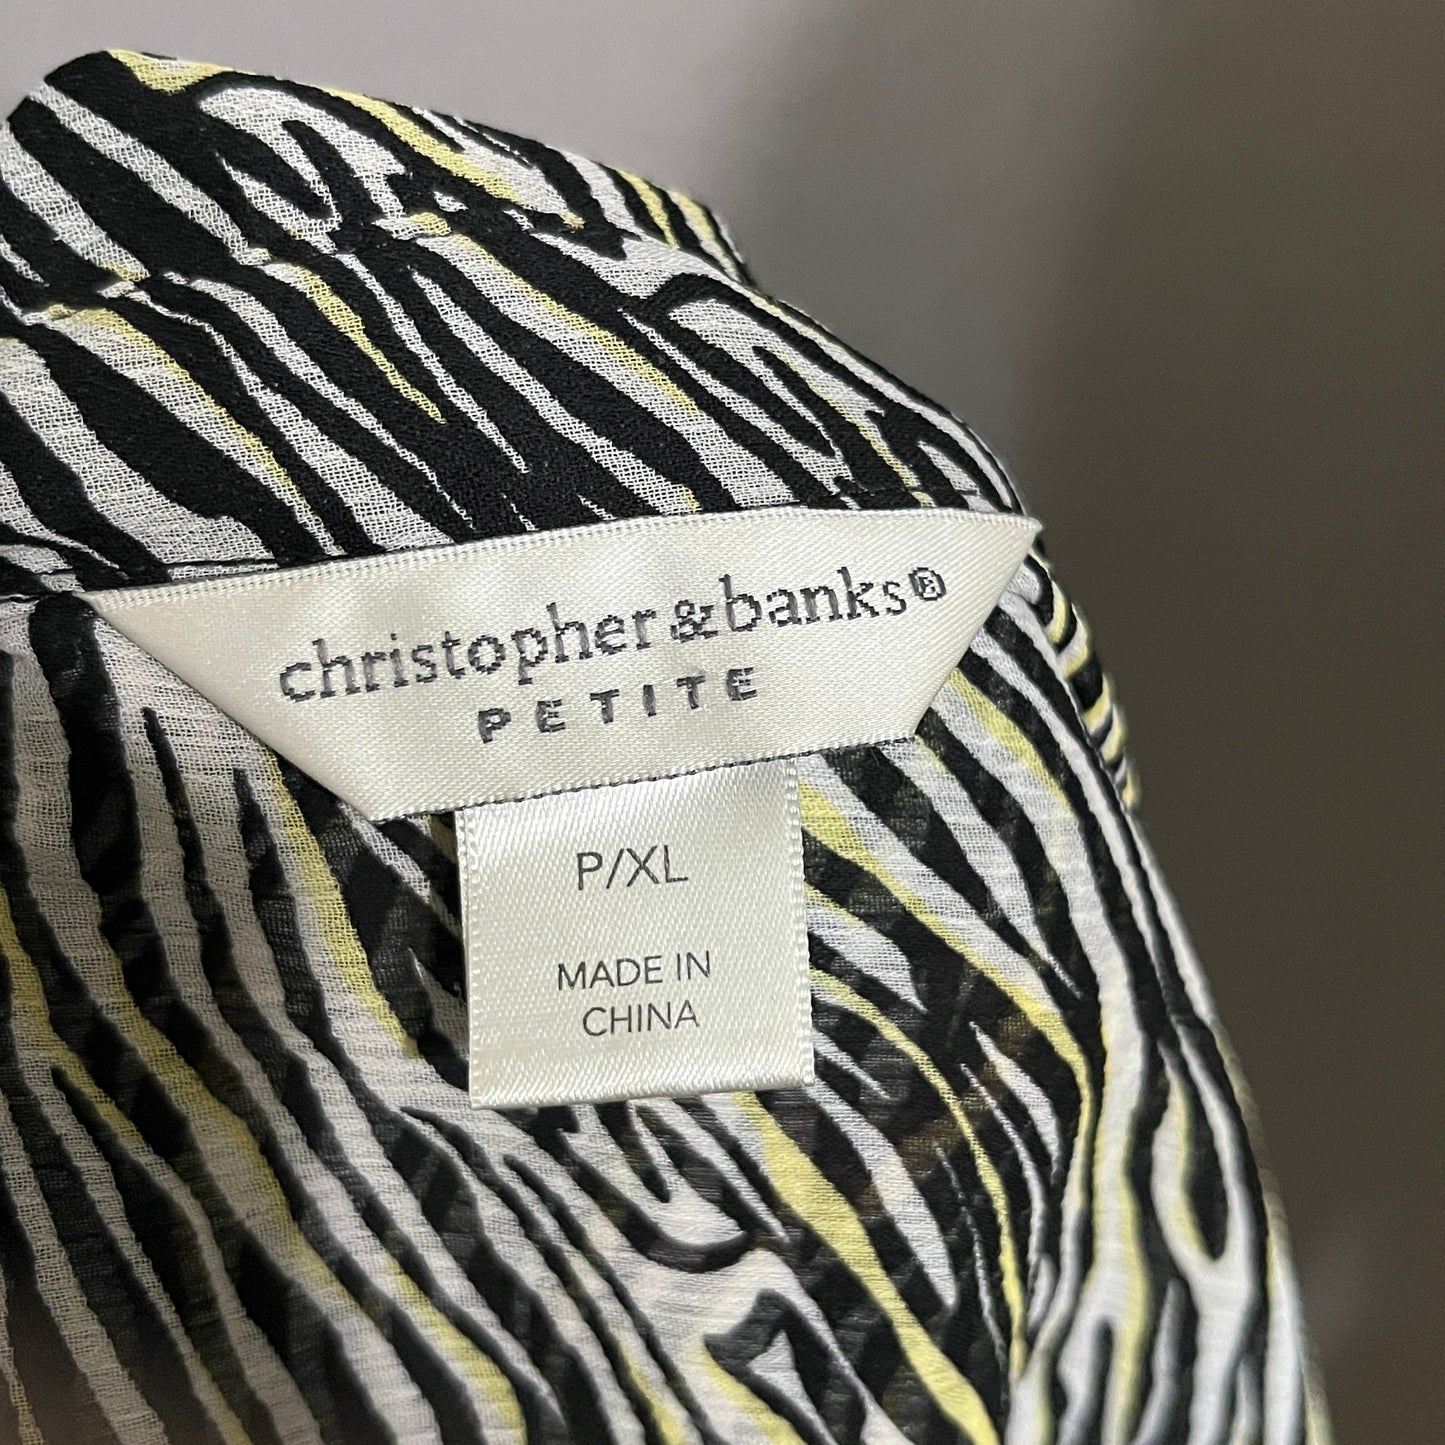 christopher & banks®
PETITE
P/XL
MADE IN
CHINA